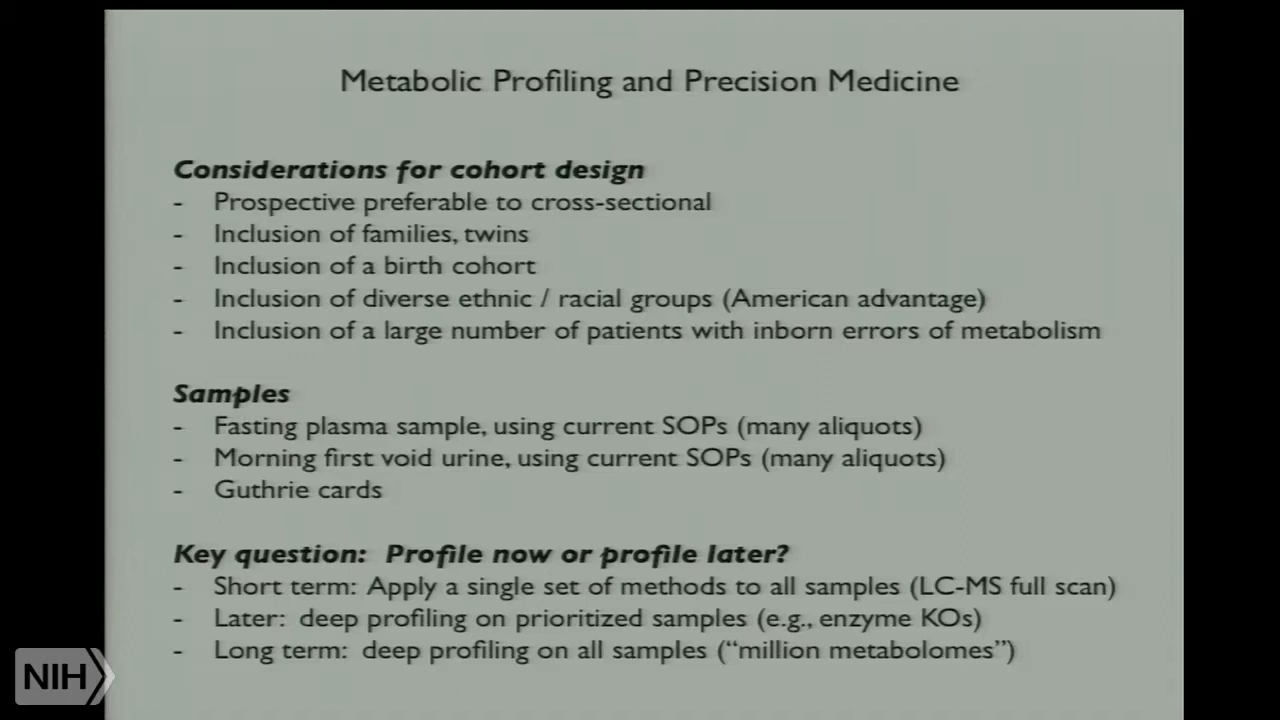 Metabolic Profiling and Precision Medicine
Considerations for cohort design
- Prospective preferable to cross-sectional
- Inclusion of families, twins
- Inclusion of a birth cohort
- Inclusion of diverse ethnic / racial groups (American advantage)
- Inclusion of a large number of patients with inborn errors of metabolism
Samples
- Fasting plasma sample, using current SOPs (many aliquots)
- Morning first void urine, using current SOPs (many aliquots)
- Guthrie cards
Key question: Profile now or profile later?
- Short term: Apply a single set of methods to all samples (LC-MS full scan)
- Later: deep profiling on prioritized samples (e.g., enzyme KOs)
- Long term: deep profiling on all samples (“million metabolomes”)
NIH